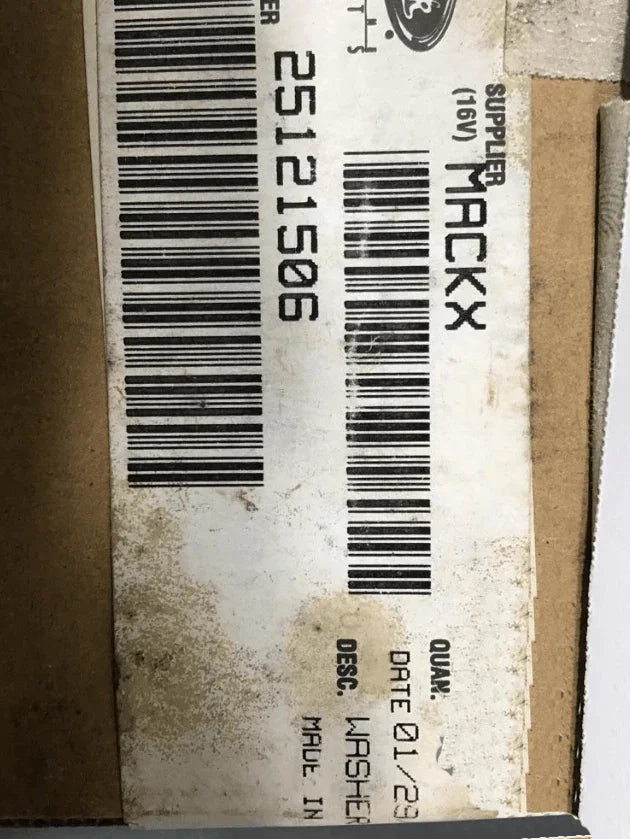 ER
25121506
SUPPLIER
(16V) MACKX
QUAN.
DATE 01/29
DESC. WASHER
MADE IN